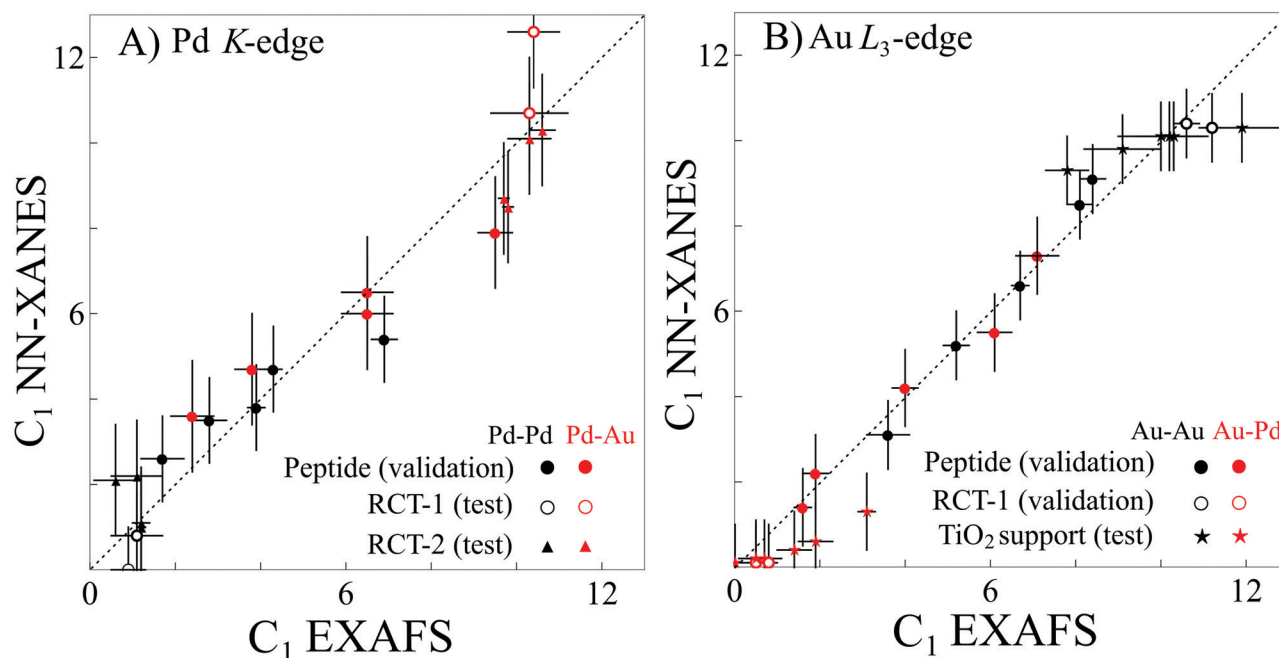 A) Pd K-edge
12
6
0
6
12
C1 NN-XANES
C1 EXAFS
Pd-Pd Pd-Au
Peptide (validation)
RCT-1 (test)
RCT-2 (test)
B) Au L3-edge
12
6
0
6
12
C1 NN-XANES
C1 EXAFS
Au-Au Au-Pd
Peptide (validation)
RCT-1 (validation)
TiO2 support (test)